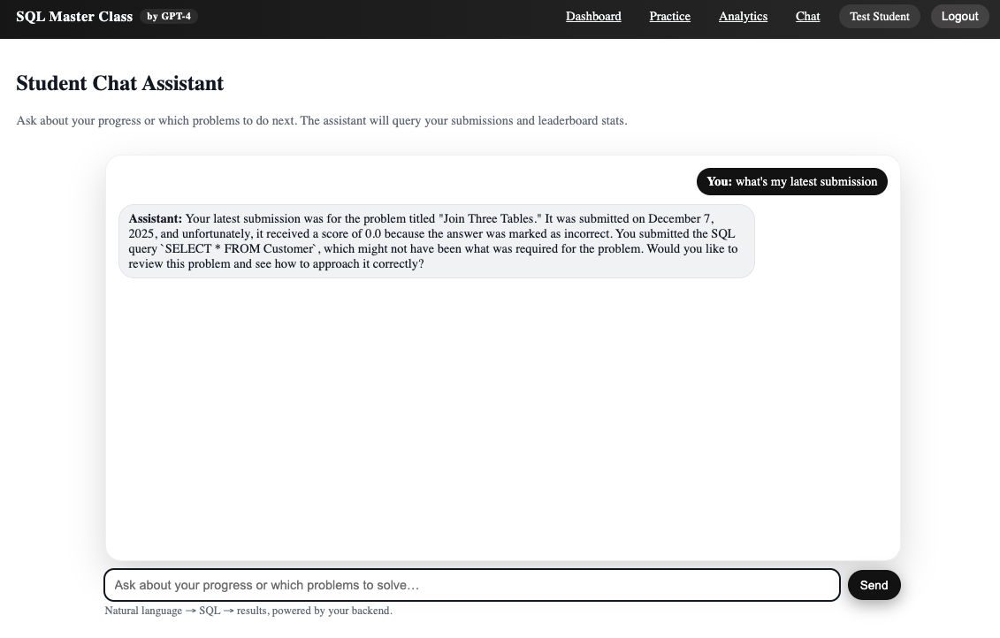 SQL Master Class by GPT-4 Dashboard Practice Analytics Chat Test Student Logout
Student Chat Assistant
Ask about your progress or which problems to do next. The assistant will query your submissions and leaderboard stats.
You: what's my latest submission
Assistant: Your latest submission was for the problem titled "Join Three Tables." It was submitted on December 7,
2025, and unfortunately, it received a score of 0.0 because the answer was marked as incorrect. You submitted the SQL
query `SELECT * FROM Customer`, which might not have been what was required for the problem. Would you like to
review this problem and see how to approach it correctly?
Ask about your progress or which problems to solve… Send
Natural language → SQL → results, powered by your backend.